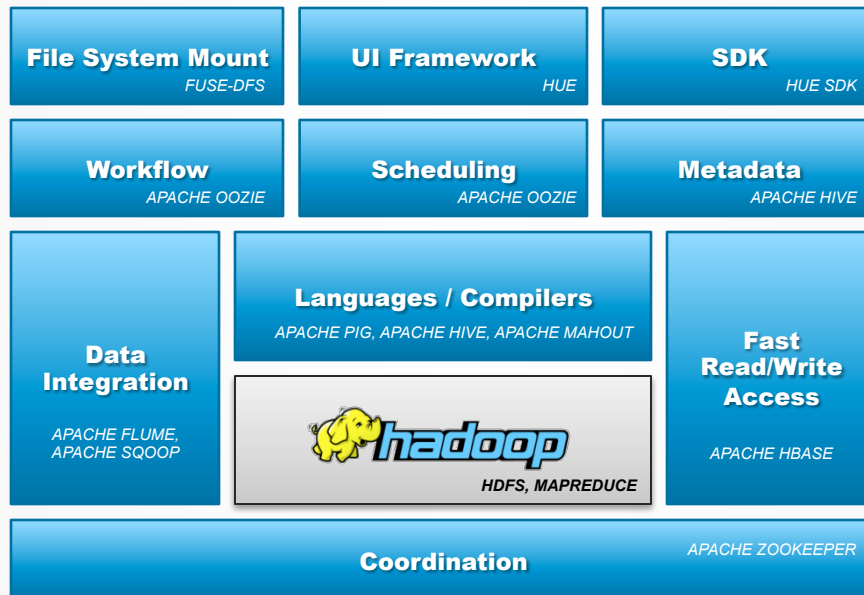 File System Mount
FUSE-DFS
UI Framework
HUE
SDK
HUE SDK
Workflow
APACHE OOZIE
Scheduling
APACHE OOZIE
Metadata
APACHE HIVE
Data
Integration
APACHE FLUME,
APACHE SQOOP
Languages / Compilers
APACHE PIG, APACHE HIVE, APACHE MAHOUT
hadoop
HDFS, MAPREDUCE
Fast
Read/Write
Access
APACHE HBASE
Coordination
APACHE ZOOKEEPER